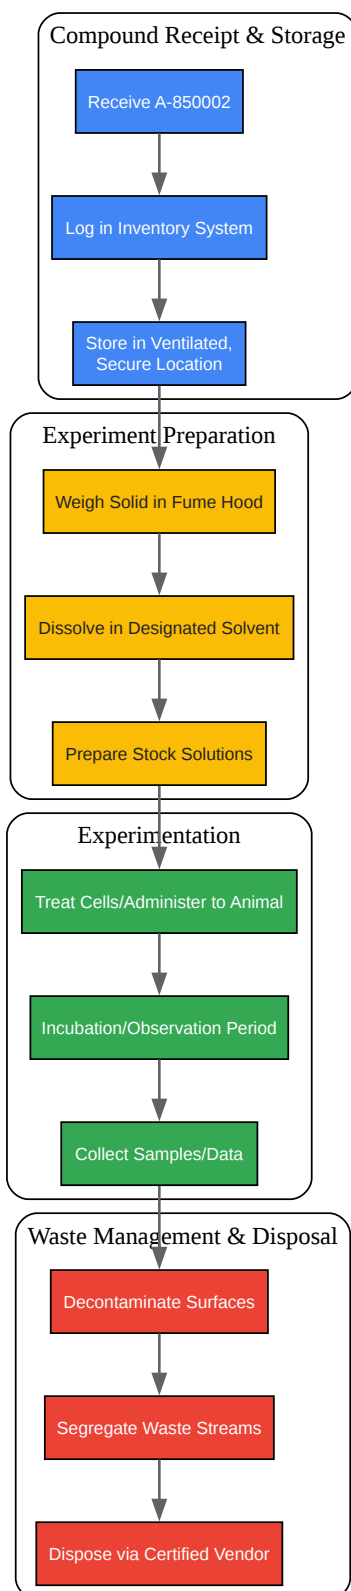 Compound Receipt & Storage
Receive A-850002
Log in Inventory System
Store in Ventilated,
Secure Location
Experiment Preparation
Weigh Solid in Fume Hood
Dissolve in Designated Solvent
Prepare Stock Solutions
Experimentation
Treat Cells/Administer to Animal
Incubation/Observation Period
Collect Samples/Data
Waste Management & Disposal
Decontaminate Surfaces
Segregate Waste Streams
Dispose via Certified Vendor